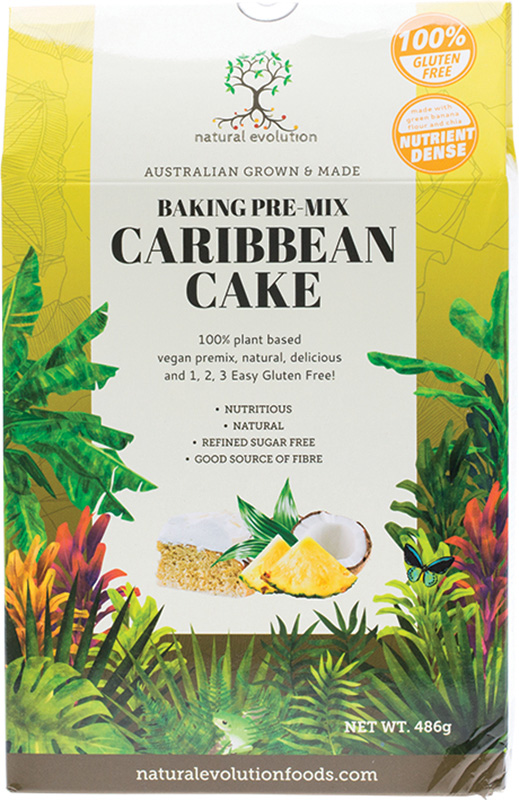 100%
GLUTEN
FREE
natural evolution
made with
green banana
flour and chia
NUTRIENT
DENSE
AUSTRALIAN GROWN & MADE
BAKING PRE-MIX
CARIBBEAN
CAKE
100% plant based
vegan premix, natural, delicious
and 1, 2, 3 Easy Gluten Free!
• NUTRITIOUS
• NATURAL
• REFINED SUGAR FREE
• GOOD SOURCE OF FIBRE
NET WT. 486g
naturalevolutionfoods.com